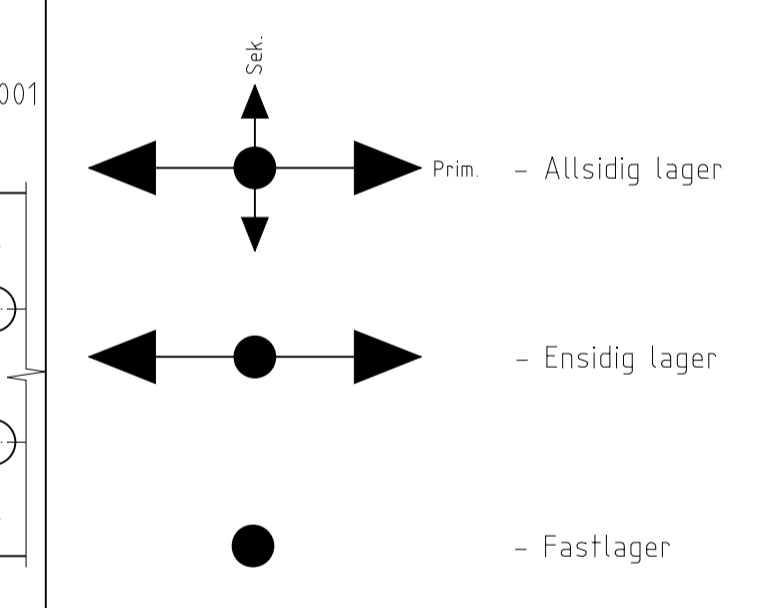 Sek.
001
Prim. - Allsidig lager
- Ensidig lager
- Fastlager